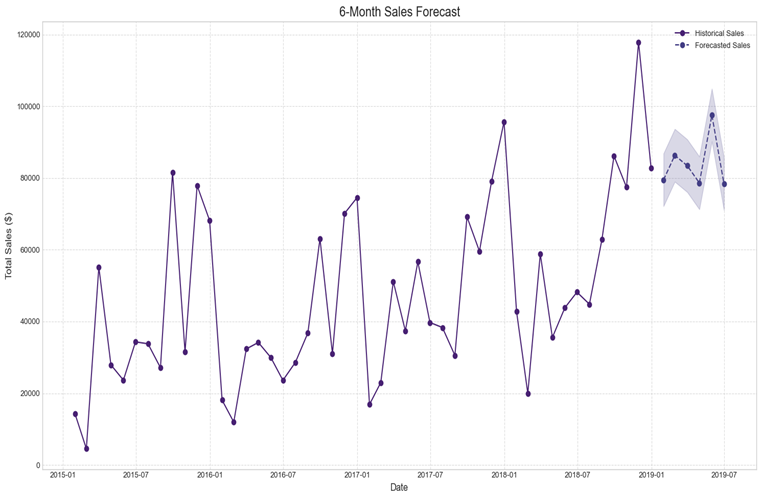 6-Month Sales Forecast
Historical Sales
Forecasted Sales
Total Sales ($)
120000
100000
80000
60000
40000
20000
0
2015-01 2015-07 2016-01 2016-07 2017-01 2017-07 2018-01 2018-07 2019-01 2019-07
Date